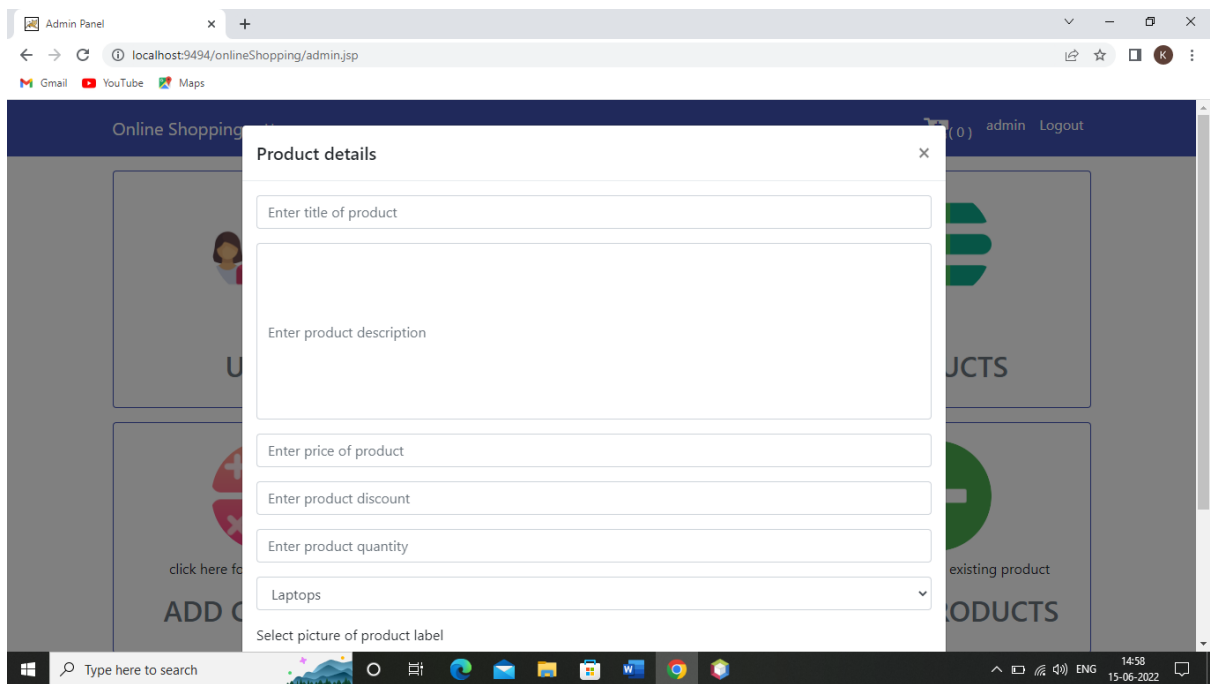 Admin Panel
localhost:9494/onlineShopping/admin.jsp
K
Gmail YouTube Maps
Online Shopping
( 0 ) admin Logout
Product details ×
Enter title of product
Enter product description
U
UCTS
Enter price of product
Enter product discount
Enter product quantity
click here fo
existing product
Laptops
ADD
ODUCTS
Select picture of product label
Type here to search
ENG
14:58
15-06-2022